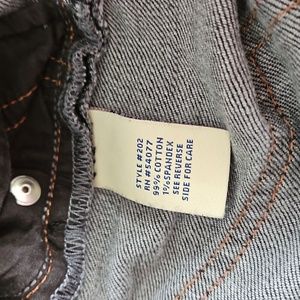 STYLE #202
RN #54077
99% COTTON
1% SPANDEX
SEE REVERSE
SIDE FOR CARE